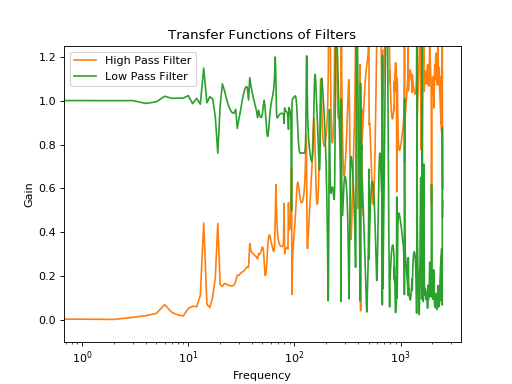 Transfer Functions of Filters
High Pass Filter
Low Pass Filter
1.2
1.0
0.8
0.6
0.4
0.2
0.0
Gain
10⁰
10¹
10²
10³
Frequency